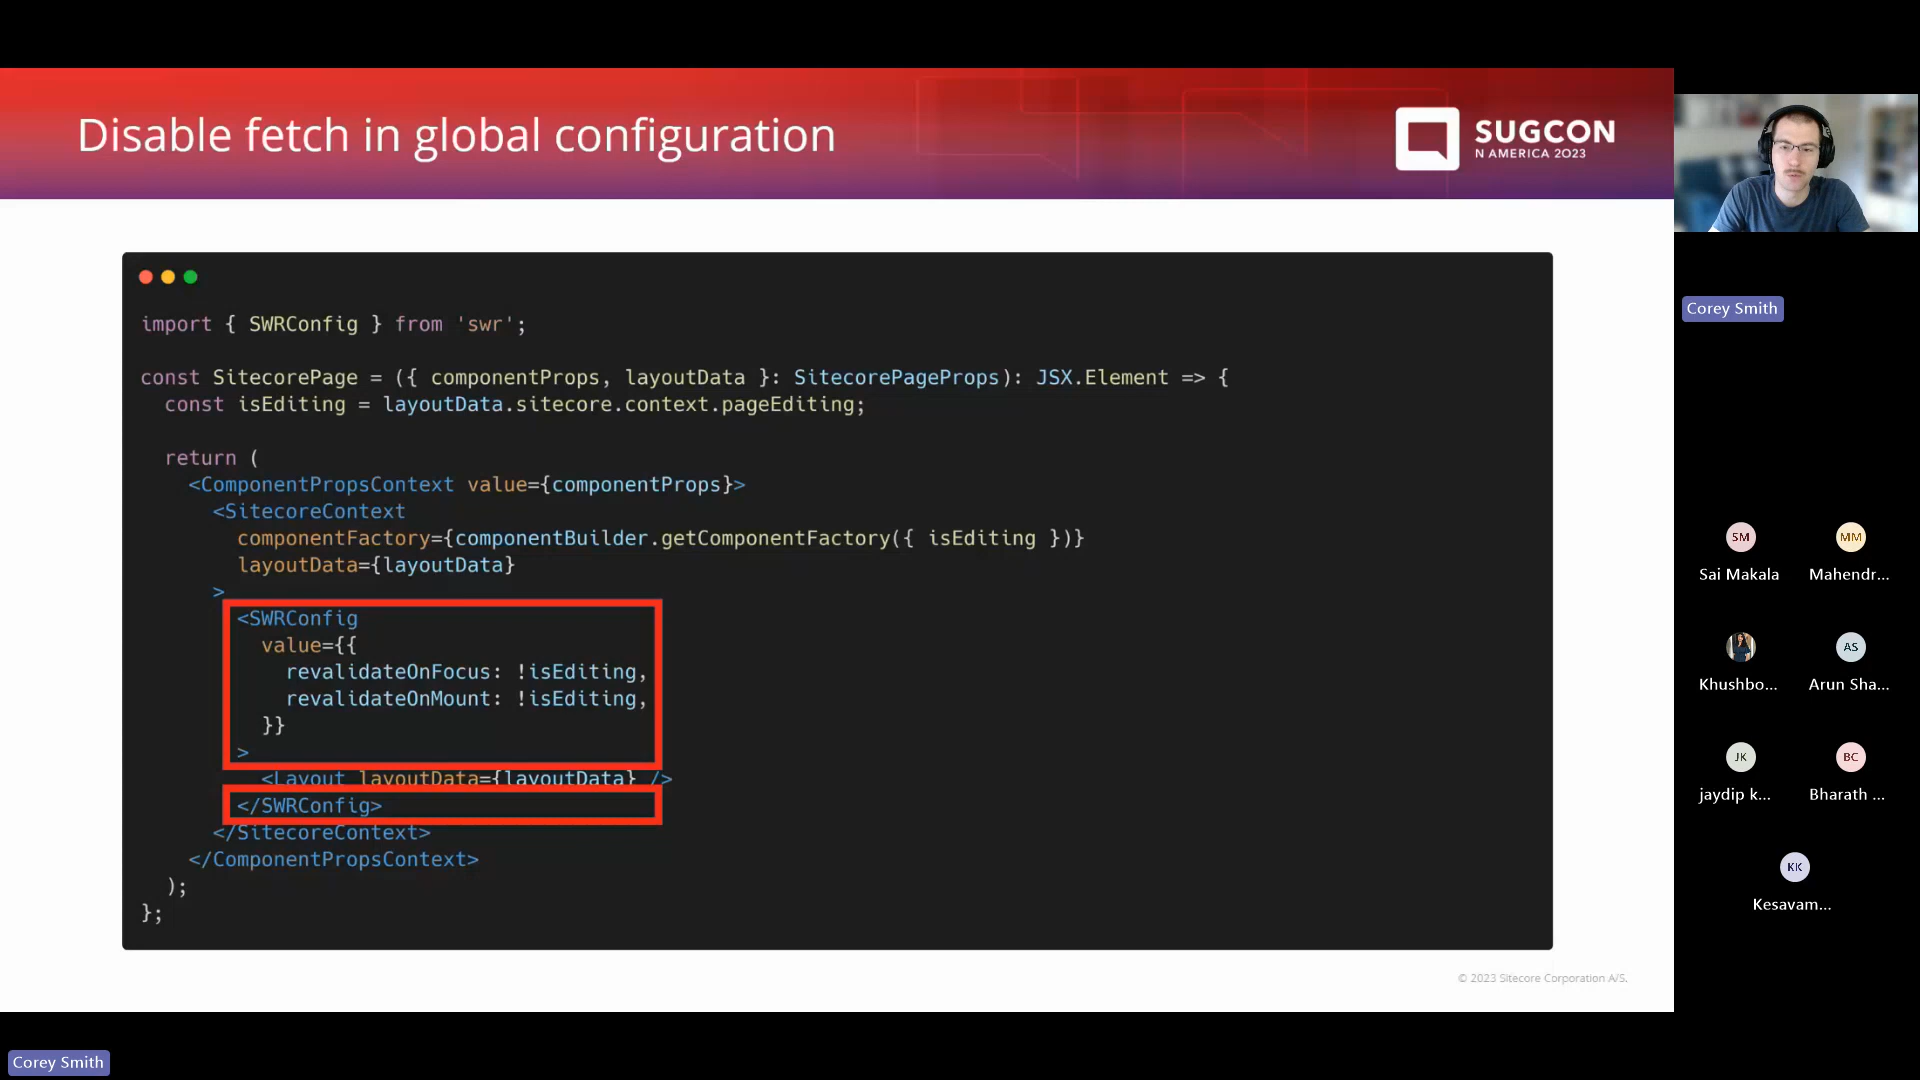 Disable fetch in global configuration
SUGCON
N AMERICA 2023
import { SWRConfig } from 'swr';
const SitecorePage = ({ componentProps, layoutData }: SitecorePageProps): JSX.Element => {
const isEditing = layoutData.sitecore.context.pageEditing;
return (
<ComponentPropsContext value={componentProps}>
<SitecoreContext
componentFactory={componentBuilder.getComponentFactory({ isEditing })}
layoutData={layoutData}
>
<SWRConfig
value={{
revalidateOnFocus: !isEditing,
revalidateOnMount: !isEditing,
}}
>
<Layout layoutData={layoutData} />
</SWRConfig>
</SitecoreContext>
</ComponentPropsContext>
);
};
© 2023 Sitecore Corporation A/S.
Corey Smith
SM
MM
Sai Makala
Mahendr...
AS
Khushbo...
Arun Sha...
JK
BC
jaydip k...
Bharath ...
KK
Kesavam...
Corey Smith